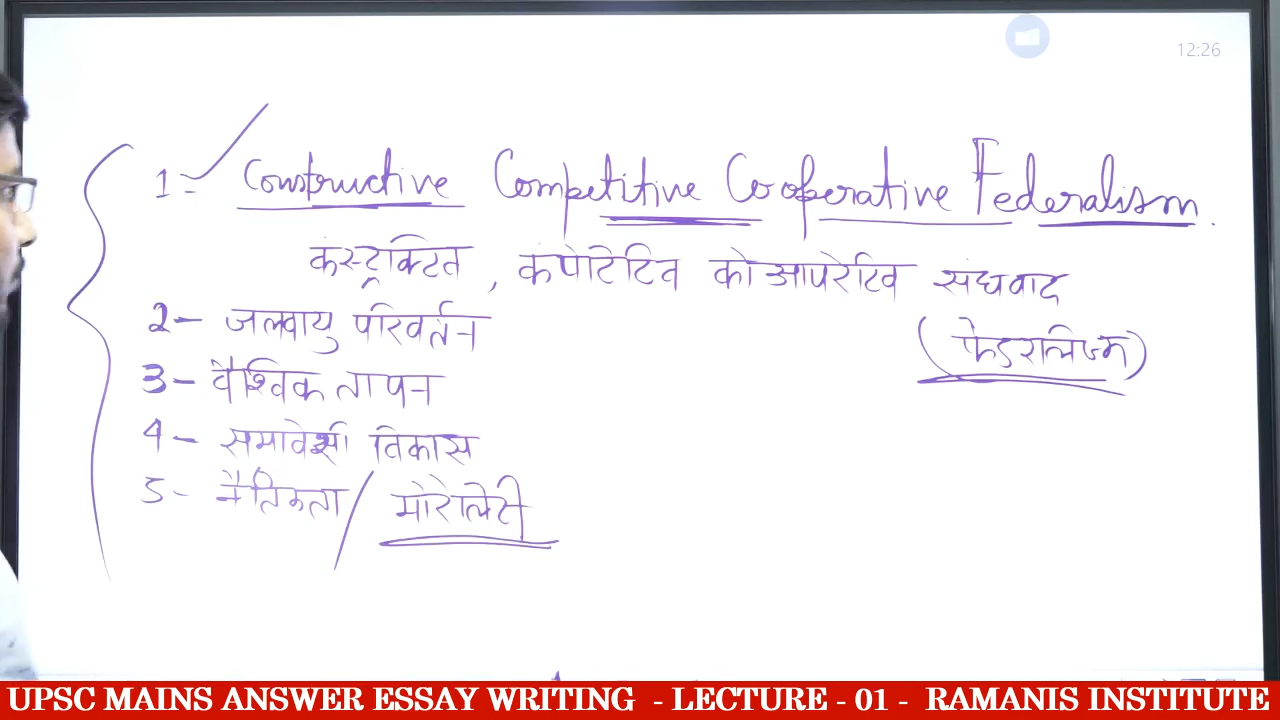 12:26
1- Constructive Competitive Cooperative Federalism.
कंस्ट्रक्टिव, कंपीटिटिव कोआपरेटिव संघवाद
2- जलवायु परिवर्तन
(फेडरालिज्म)
3- वैश्विक तापन
4- समावेशी विकास
5- नैतिकता / मोरालिटी
UPSC MAINS ANSWER ESSAY WRITING - LECTURE - 01 - RAMANIS INSTITUTE